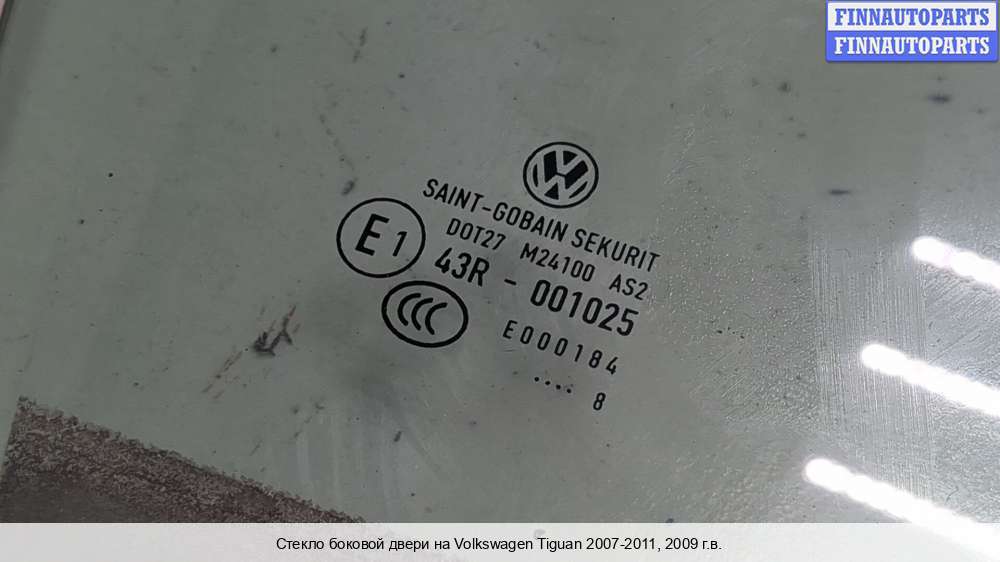 FINNAUTOPARTS
FINNAUTOPARTS
SAINT-GOBAIN SEKURIT
DOT27 M24100 AS2
E1
43R - 001025
CCC
E000184
.... 8
Стекло боковой двери на Volkswagen Tiguan 2007-2011, 2009 г.в.